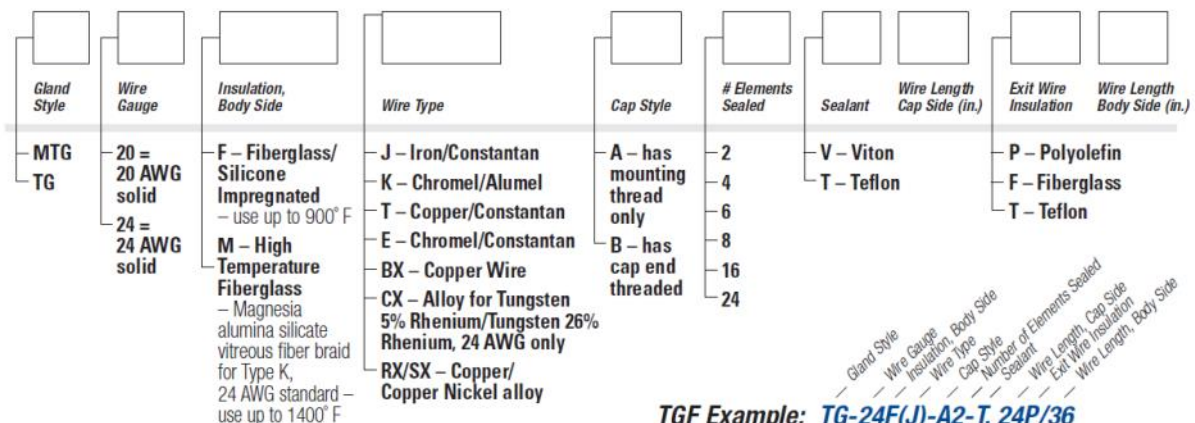 Gland
Style
Wire
Gauge
Insulation,
Body Side
Wire Type
Cap Style
# Elements
Sealed
Sealant
Wire Length
Cap Side (in.)
Exit Wire
Insulation
Wire Length
Body Side (in.)
MTG
TG
20 =
20 AWG
solid
24 =
24 AWG
solid
F – Fiberglass/
Silicone
Impregnated
– use up to 900° F
M – High
Temperature
Fiberglass
– Magnesia
alumina silicate
vitreous fiber braid
for Type K,
24 AWG standard –
use up to 1400° F
J – Iron/Constantan
K – Chromel/Alumel
T – Copper/Constantan
E – Chromel/Constantan
BX – Copper Wire
CX – Alloy for Tungsten
5% Rhenium/Tungsten 26%
Rhenium, 24 AWG only
RX/SX – Copper/
Copper Nickel alloy
A – has
mounting
thread
only
B – has
cap end
threaded
2
4
6
8
16
24
V – Viton
T – Teflon
P – Polyolefin
F – Fiberglass
T – Teflon
Gland Style
Wire Gauge
Insulation, Body Side
Wire Type
Cap Style
Number of Elements Sealed
Sealant
Wire Length, Cap Side
Exit Wire Insulation
Wire Length, Body Side
TGF Example: TG-24F(J)-A2-T, 24P/36